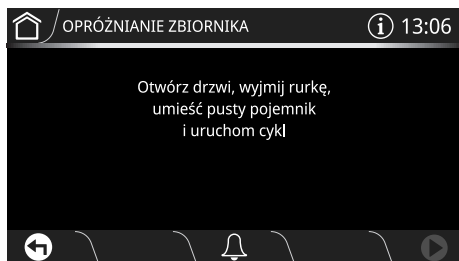 OPRÓŻNIANIE ZBIORNIKA
i 13:06
Otwórz drzwi, wyjmij rurkę,
umieść pusty pojemnik
i uruchom cykl